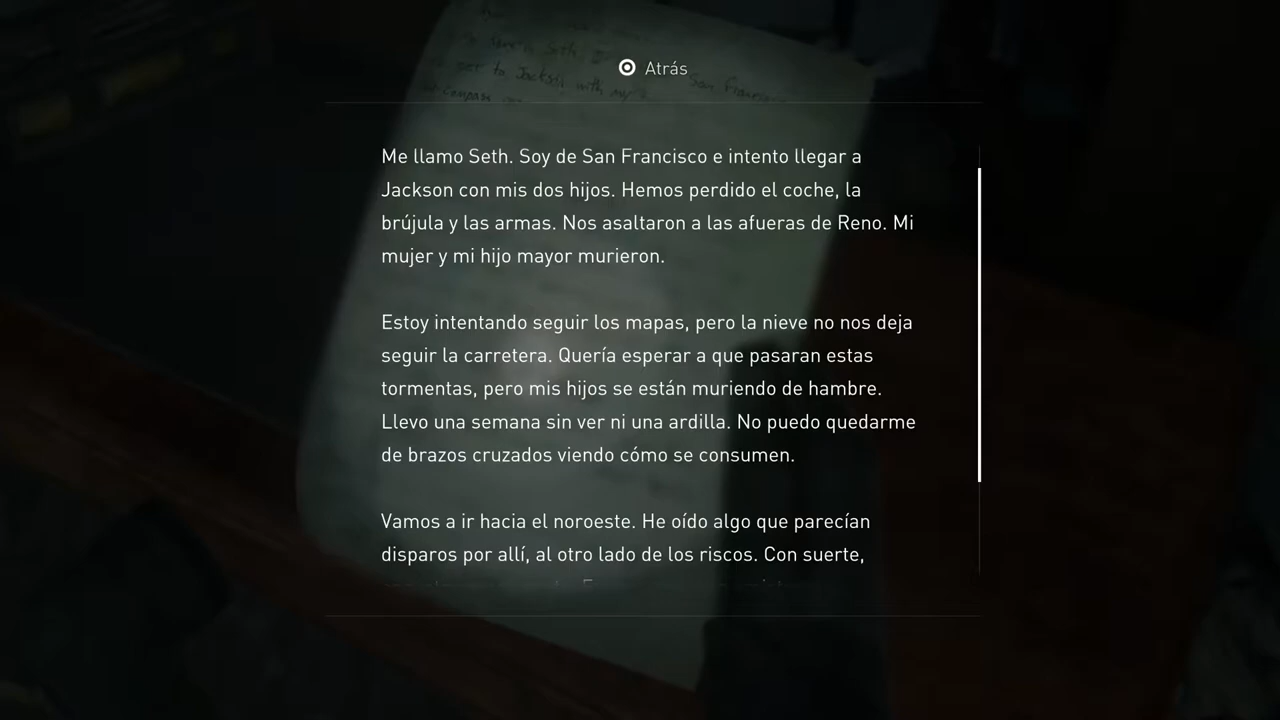 Atrás
Me llamo Seth. Soy de San Francisco e intento llegar a
Jackson con mis dos hijos. Hemos perdido el coche, la
brújula y las armas. Nos asaltaron a las afueras de Reno. Mi
mujer y mi hijo mayor murieron.
Estoy intentando seguir los mapas, pero la nieve no nos deja
seguir la carretera. Quería esperar a que pasaran estas
tormentas, pero mis hijos se están muriendo de hambre.
Llevo una semana sin ver ni una ardilla. No puedo quedarme
de brazos cruzados viendo cómo se consumen.
Vamos a ir hacia el noroeste. He oído algo que parecían
disparos por allí, al otro lado de los riscos. Con suerte,